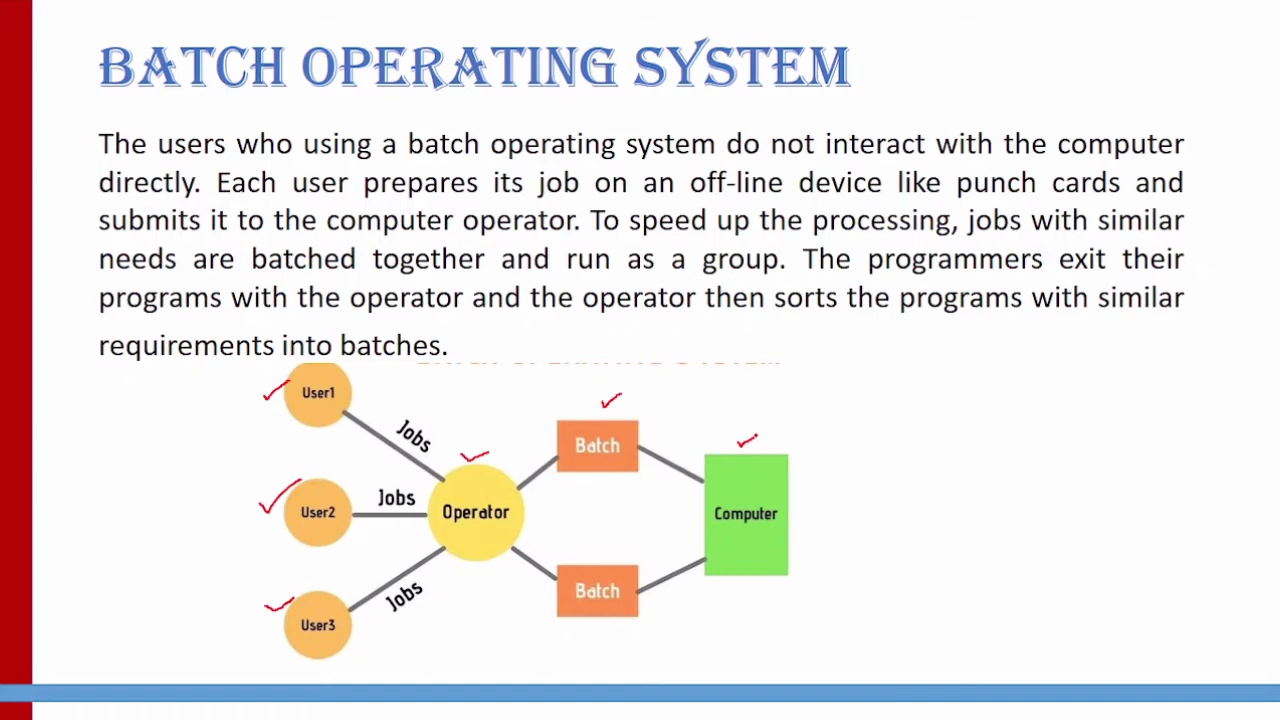 BATCH OPERATING SYSTEM
The users who using a batch operating system do not interact with the computer
directly. Each user prepares its job on an off-line device like punch cards and
submits it to the computer operator. To speed up the processing, jobs with similar
needs are batched together and run as a group. The programmers exit their
programs with the operator and the operator then sorts the programs with similar
requirements into batches.
User1
Jobs
Batch
User2
Jobs
Operator
Computer
Jobs
Batch
User3